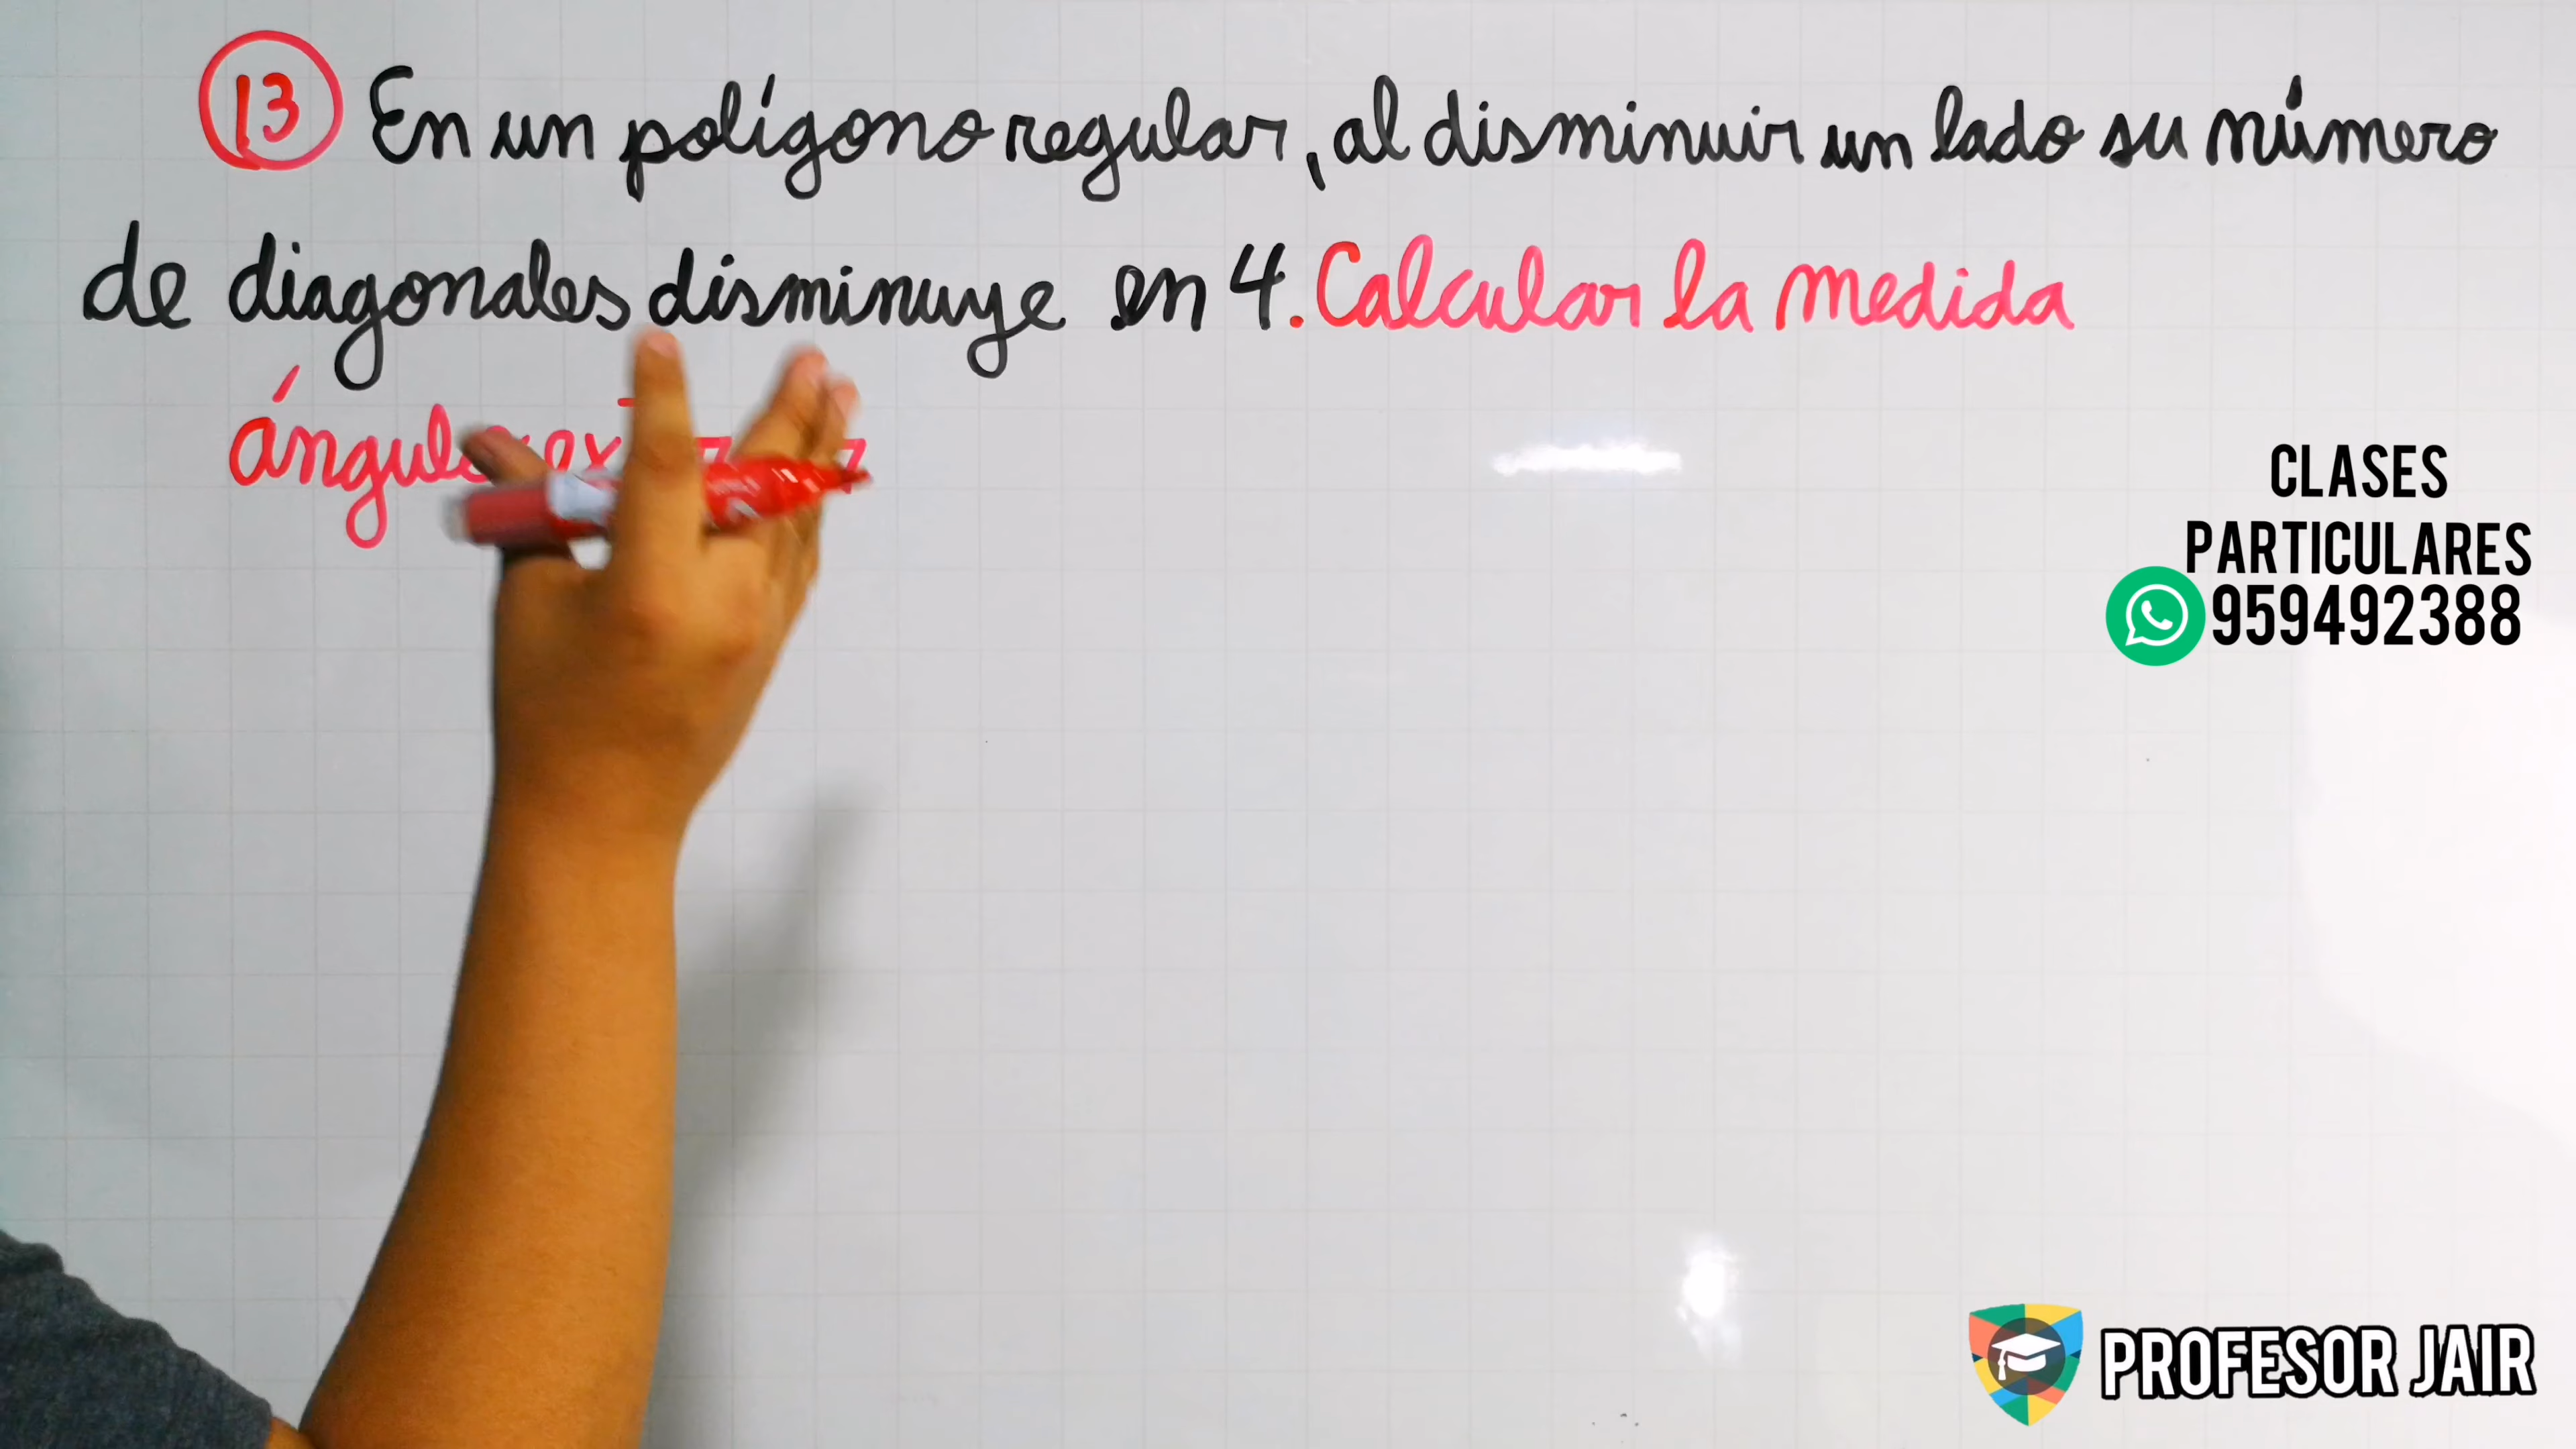 13 En un polígono regular, al disminuir un lado su número
de diagonales disminuye en 4. Calcular la medida
CLASES
PARTICULARES
959492388
PROFESOR JAIR